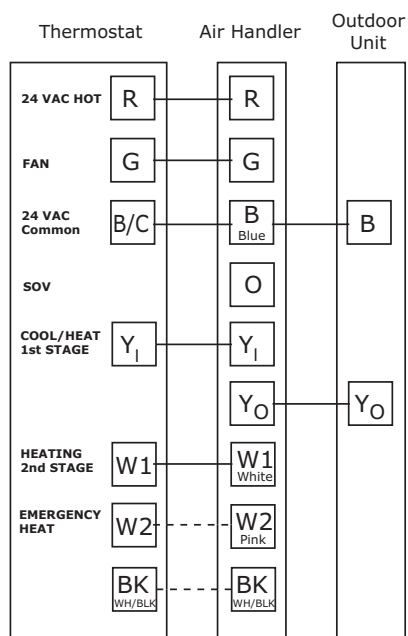 Thermostat Air Handler Outdoor Unit
24 VAC HOT R R
FAN G G
24 VAC Common B/C B Blue B
SOV O
COOL/HEAT 1st STAGE YI YI
YO YO
HEATING 2nd STAGE W1 W1 White
EMERGENCY HEAT W2 W2 Pink
BK WH/BLK BK WH/BLK